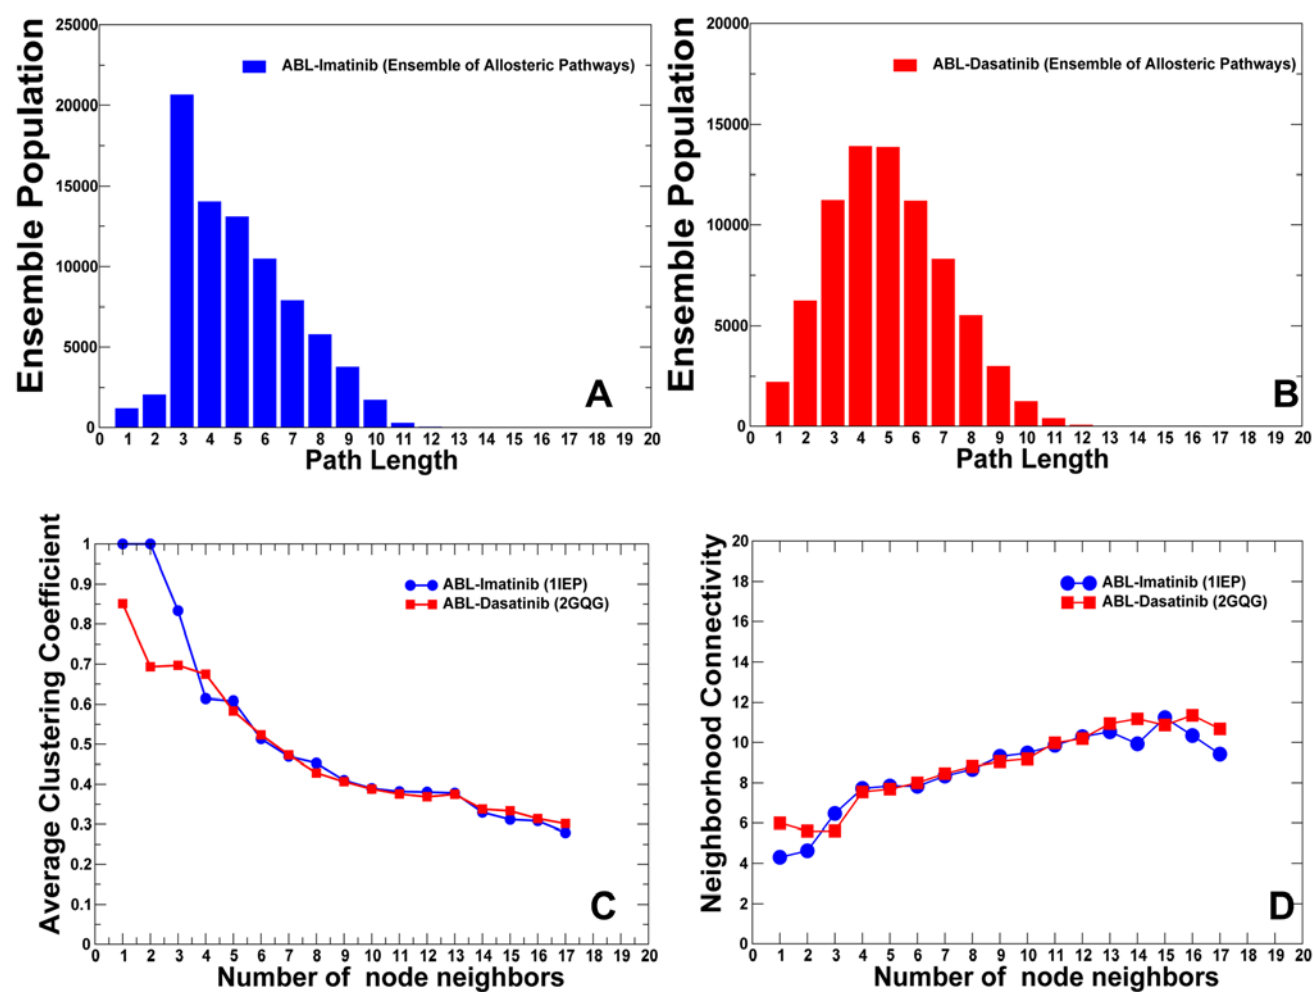 Ensemble Population
25000
20000
15000
10000
5000
0
ABL-Imatinib (Ensemble of Allosteric Pathways)
A
0 1 2 3 4 5 6 7 8 9 10 11 12 13 14 15 16 17 18 19 20
Path Length
Ensemble Population
20000
15000
10000
5000
0
ABL-Dasatinib (Ensemble of Allosteric Pathways)
B
0 1 2 3 4 5 6 7 8 9 10 11 12 13 14 15 16 17 18 19 20
Path Length
Average Clustering Coefficient
1
0.9
0.8
0.7
0.6
0.5
0.4
0.3
0.2
0.1
0
ABL-Imatinib (1IEP)
ABL-Dasatinib (2GQG)
C
0 1 2 3 4 5 6 7 8 9 10 11 12 13 14 15 16 17 18 19 20
Number of node neighbors
Neighborhood Connectivity
20
18
16
14
12
10
8
6
4
2
0
ABL-Imatinib (1IEP)
ABL-Dasatinib (2GQG)
D
0 1 2 3 4 5 6 7 8 9 10 11 12 13 14 15 16 17 18 19 20
Number of node neighbors